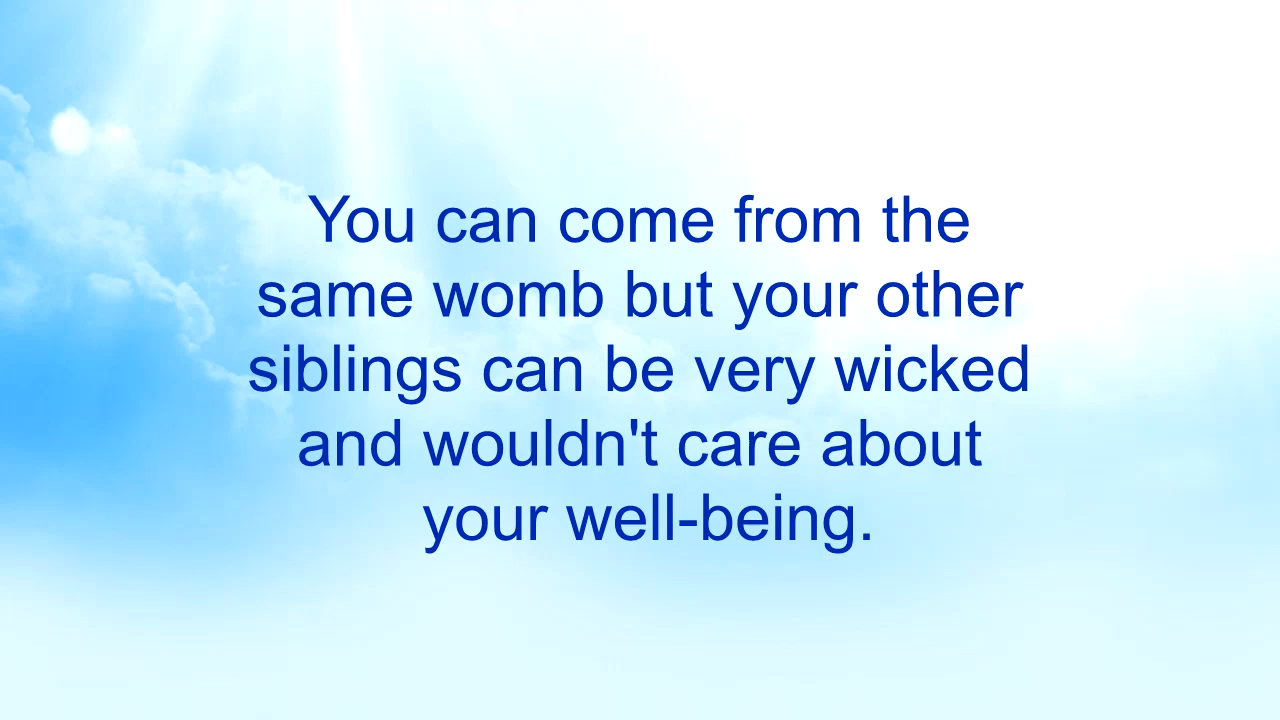 You can come from the
same womb but your other
siblings can be very wicked
and wouldn't care about
your well-being.